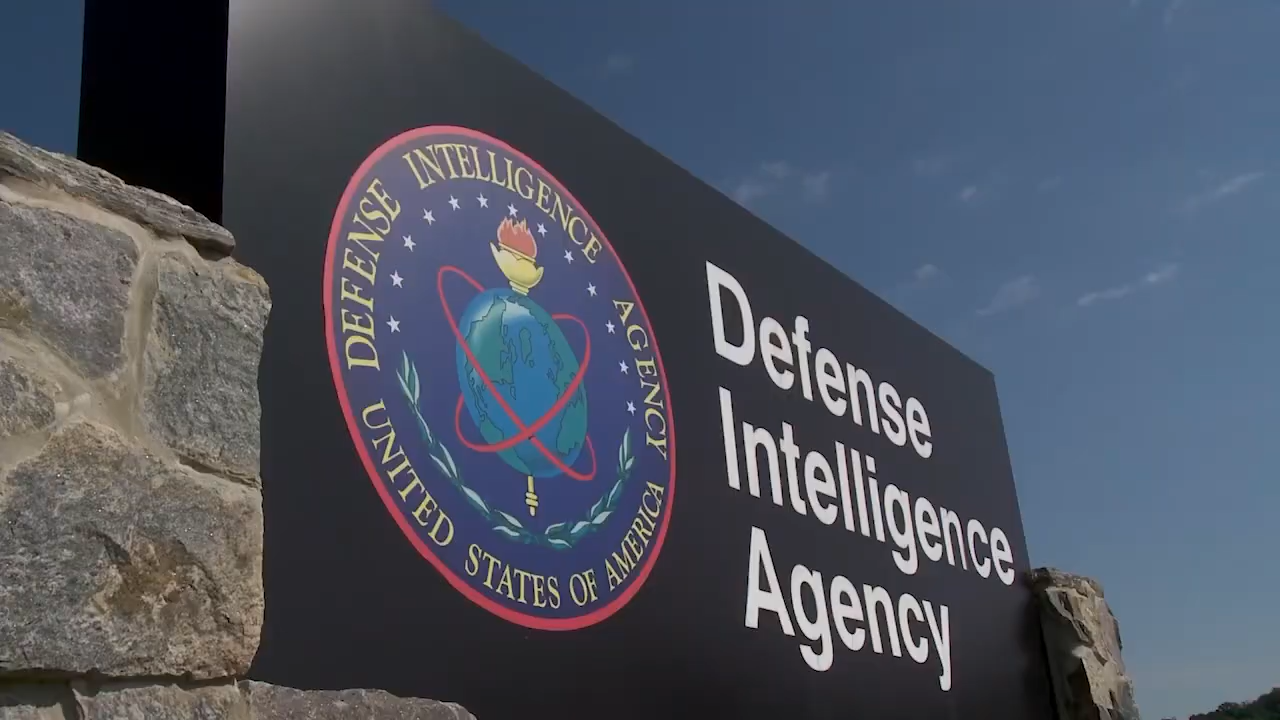 DEFENSE INTELLIGENCE AGENCY
UNITED STATES OF AMERICA
Defense
Intelligence
Agency